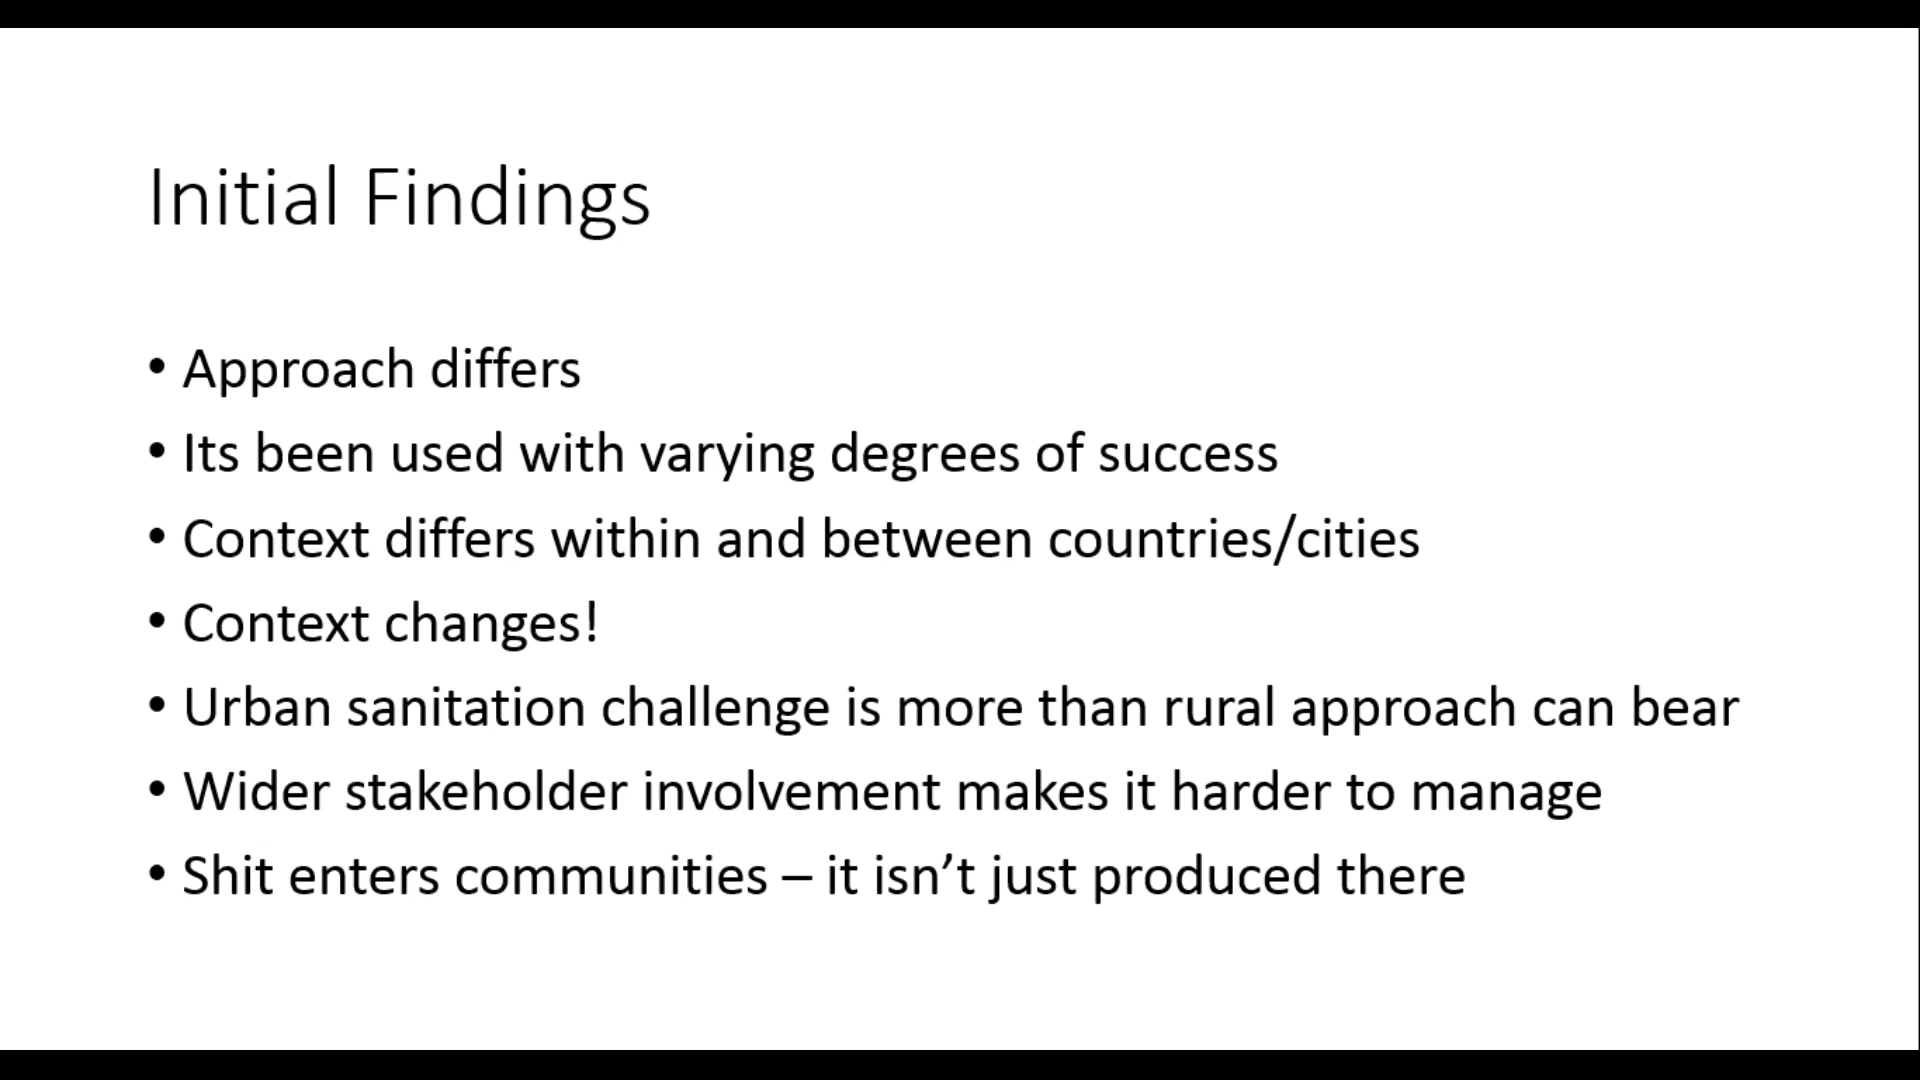 Initial Findings
• Approach differs
• Its been used with varying degrees of success
• Context differs within and between countries/cities
• Context changes!
• Urban sanitation challenge is more than rural approach can bear
• Wider stakeholder involvement makes it harder to manage
• Shit enters communities – it isn’t just produced there